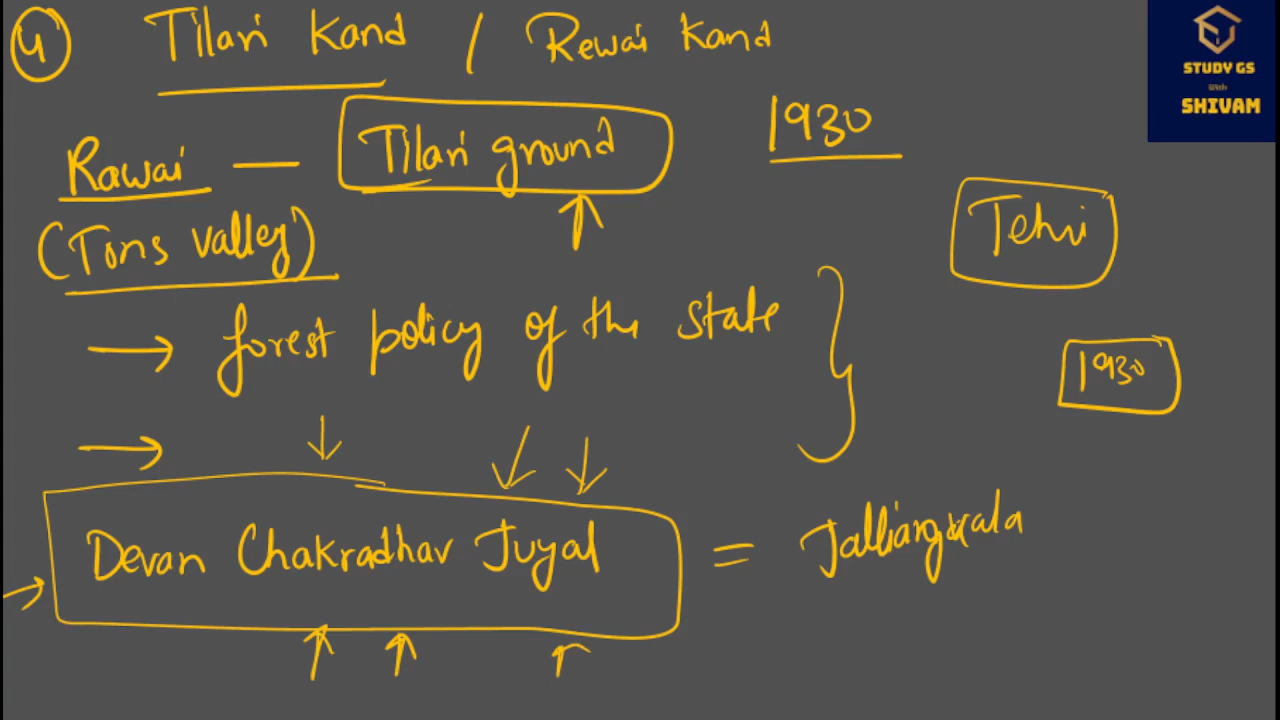 4 Tilari Kand / Rewai Kand
STUDY GS
With
SHIVAM
Rawai — Tilari ground 1930
(Tons valley)
Tehri
→ forest policy of the state
1930
→
Devan Chakradhar Juyal = Jallianwala